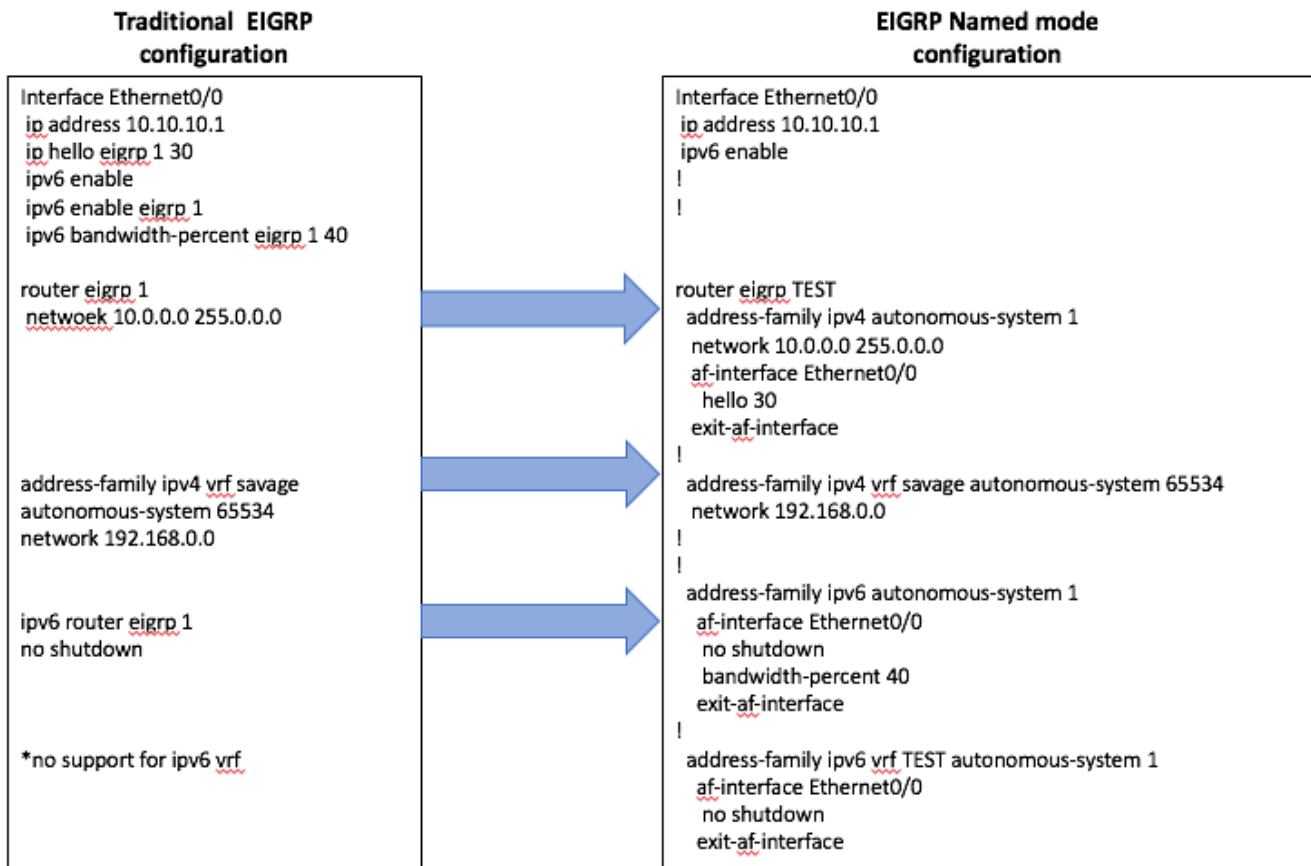 Traditional EIGRP
configuration
Interface Ethernet0/0
ip address 10.10.10.1
ip hello eigrp 1 30
ipv6 enable
ipv6 enable eigrp 1
ipv6 bandwidth-percent eigrp 1 40
router eigrp 1
netwoek 10.0.0.0 255.0.0.0
address-family ipv4 vrf savage
autonomous-system 65534
network 192.168.0.0
ipv6 router eigrp 1
no shutdown
*no support for ipv6 vrf
EIGRP Named mode
configuration
Interface Ethernet0/0
ip address 10.10.10.1
ipv6 enable
!
!
router eigrp TEST
address-family ipv4 autonomous-system 1
network 10.0.0.0 255.0.0.0
af-interface Ethernet0/0
hello 30
exit-af-interface
!
address-family ipv4 vrf savage autonomous-system 65534
network 192.168.0.0
!
!
address-family ipv6 autonomous-system 1
af-interface Ethernet0/0
no shutdown
bandwidth-percent 40
exit-af-interface
!
address-family ipv6 vrf TEST autonomous-system 1
af-interface Ethernet0/0
no shutdown
exit-af-interface